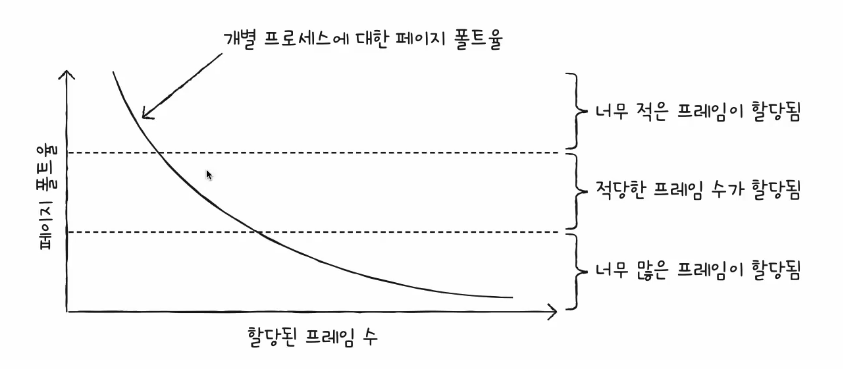 개별 프로세스에 대한 페이지 폴트율
너무 적은 프레임이 할당됨
적당한 프레임 수가 할당됨
너무 많은 프레임이 할당됨
페이지 폴트율
할당된 프레임 수